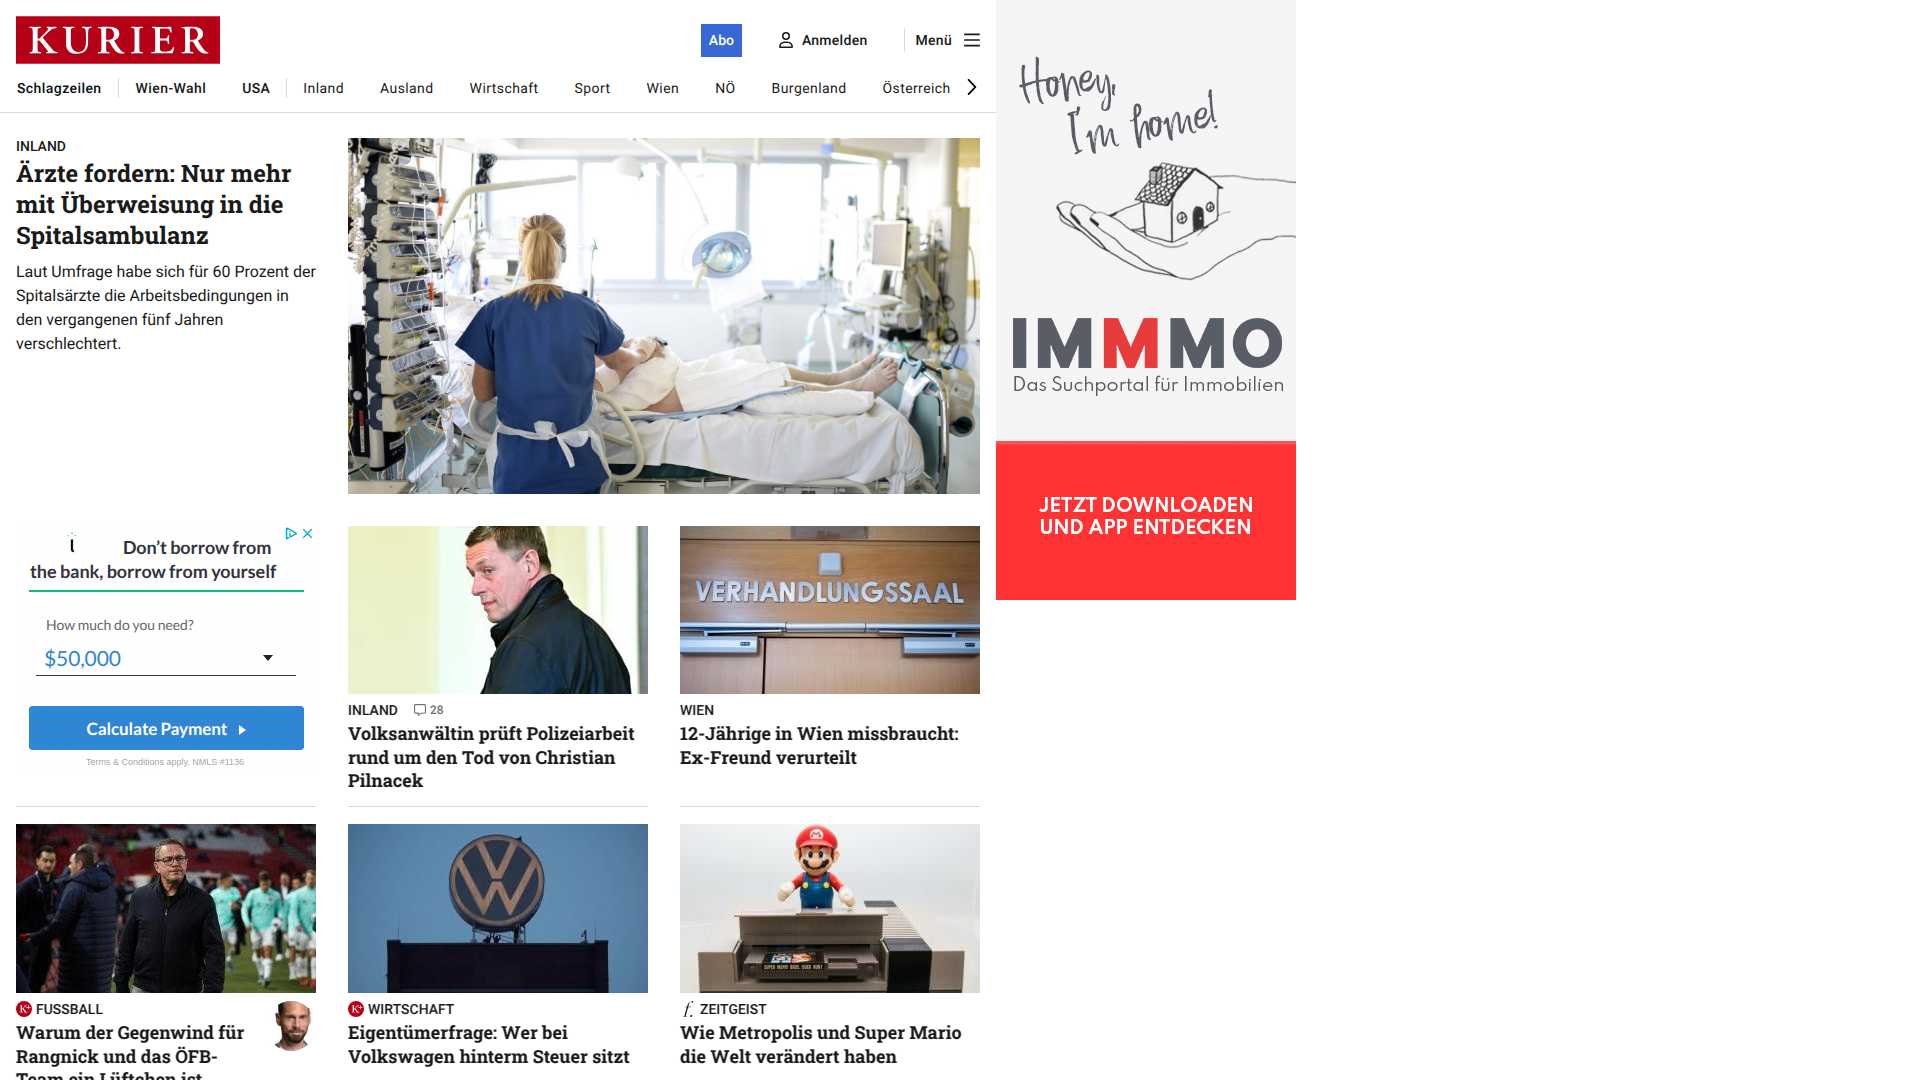 KURIER
Abo
Anmelden
Menü
Schlagzeilen
Wien-Wahl
USA
Inland
Ausland
Wirtschaft
Sport
Wien
NÖ
Burgenland
Österreich
INLAND
Ärzte fordern: Nur mehr
mit Überweisung in die
Spitalsambulanz
Laut Umfrage habe sich für 60 Prozent der
Spitalsärzte die Arbeitsbedingungen in
den vergangenen fünf Jahren
verschlechtert.
Honey,
I'm home!
IMMMO
Das Suchportal für Immobilien
JETZT DOWNLOADEN
UND APP ENTDECKEN
Don't borrow from
the bank, borrow from yourself
How much do you need?
$50,000
Calculate Payment
Terms & Conditions apply. NMLS #1136
VERHANDLUNGSSAAL
INLAND
28
Volksanwältin prüft Polizeiarbeit
rund um den Tod von Christian
Pilnacek
WIEN
12-Jährige in Wien missbraucht:
Ex-Freund verurteilt
K+ FUSSBALL
Warum der Gegenwind für
Rangnick und das ÖFB-
Team ein Lüftchen ist
K+ WIRTSCHAFT
Eigentümerfrage: Wer bei
Volkswagen hinterm Steuer sitzt
SUPER MARIO BROS. DUCK HUNT
f. ZEITGEIST
Wie Metropolis und Super Mario
die Welt verändert haben